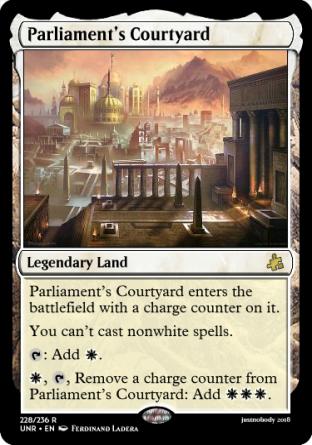 Parliament's Courtyard
Legendary Land
Parliament's Courtyard enters the
battlefield with a charge counter on it.
You can't cast nonwhite spells.
: Add .
, , Remove a charge counter from
Parliament's Courtyard: Add .
228/236 R
justnobody 2018
UNR • EN Ferdinand Ladera